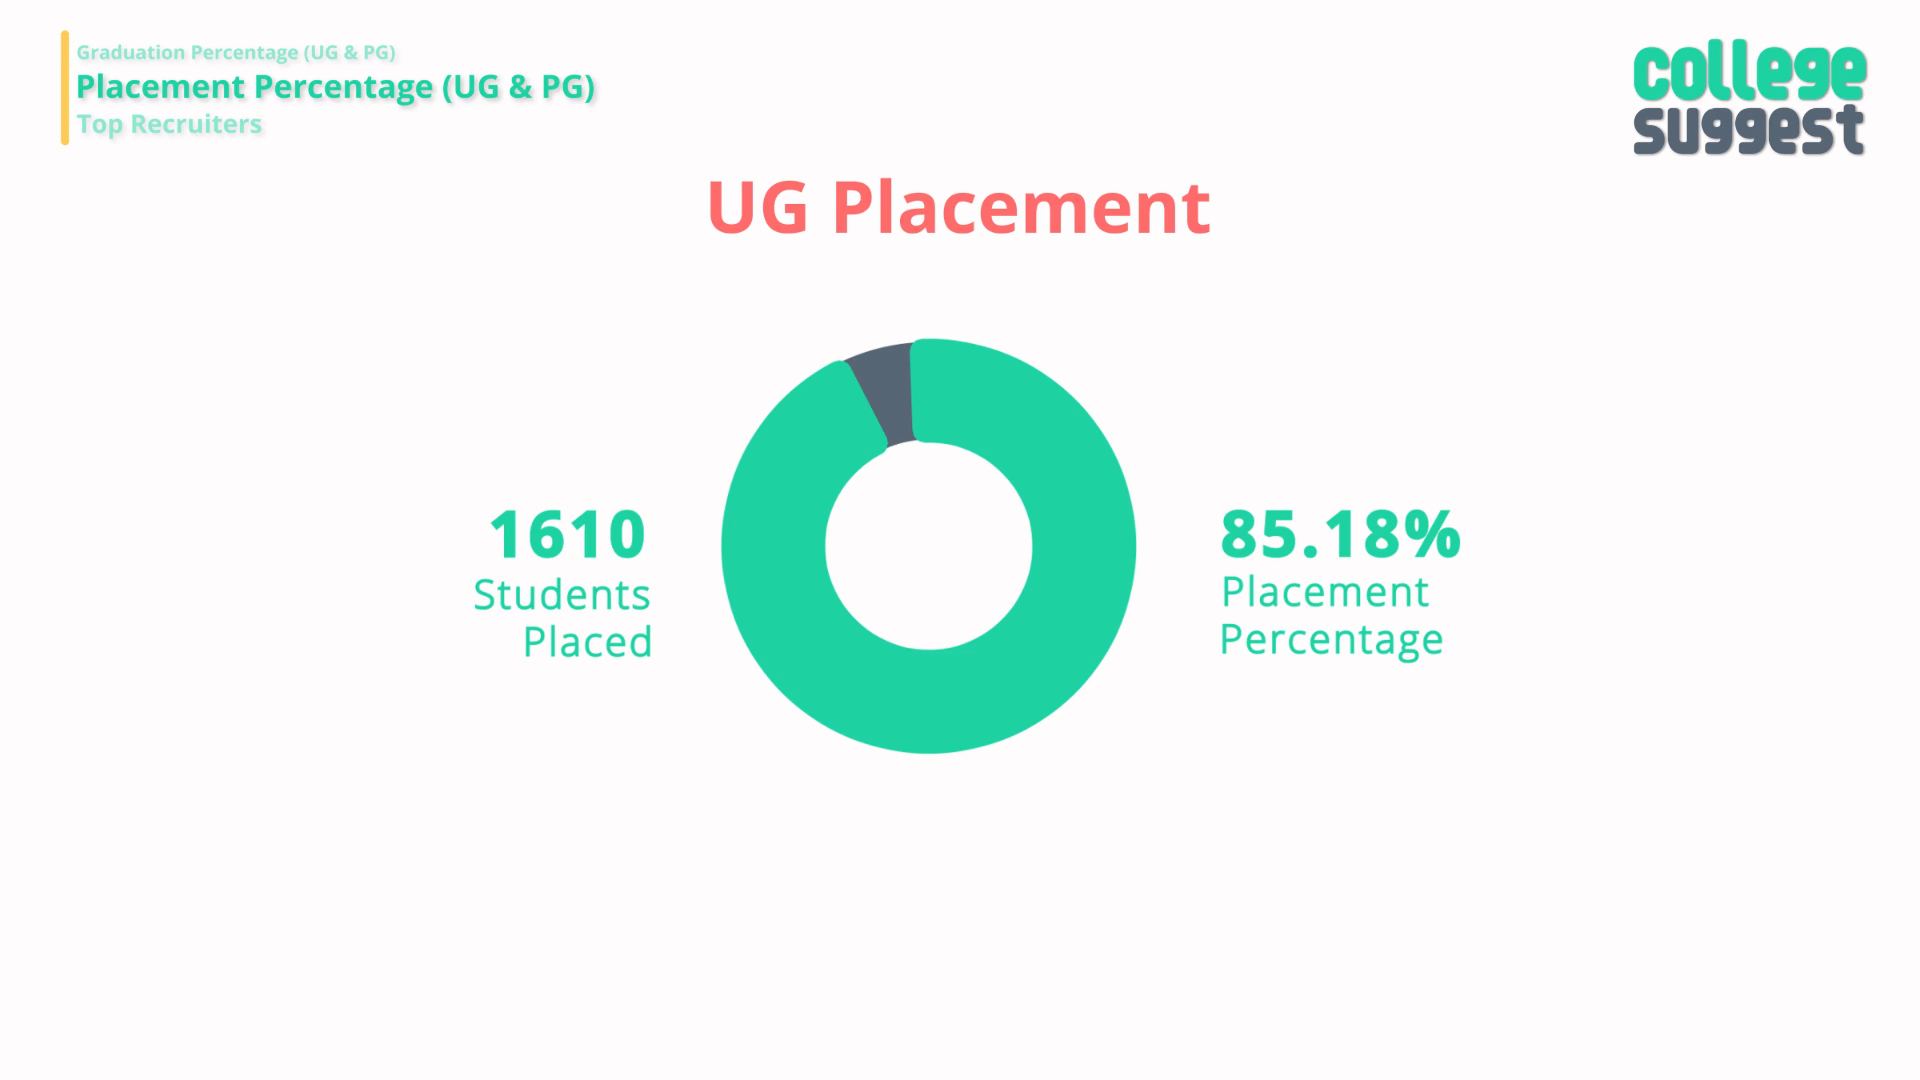 Graduation Percentage (UG & PG)
Placement Percentage (UG & PG)
Top Recruiters
college
suggest
UG Placement
1610
Students
Placed
85.18%
Placement
Percentage